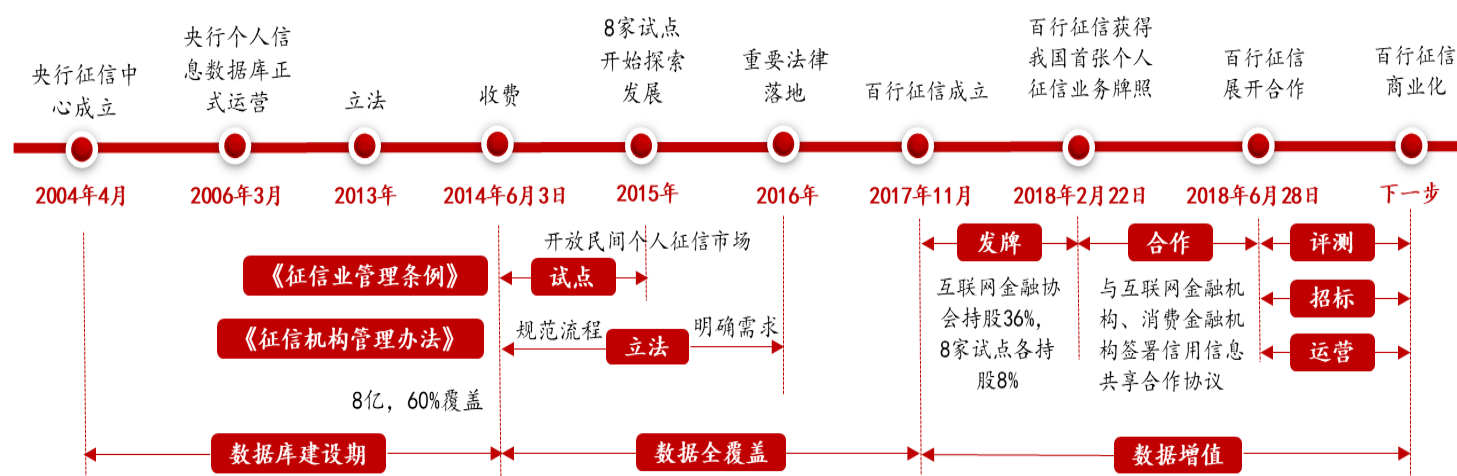 央行征信中
心成立
央行个人信
息数据库正
式运营
立法
收费
8家试点
开始探索
发展
重要法律
落地
百行征信成立
百行征信获得
我国首张个人
征信业务牌照
百行征信
展开合作
百行征信
商业化
2004年4月
2006年3月
2013年
2014年6月3日
2015年
2016年
2017年11月
2018年2月22日
2018年6月28日
下一步
开放民间个人征信市场
《征信业管理条例》
试点
《征信机构管理办法》
规范流程
立法
明确需求
8亿，60%覆盖
发牌
互联网金融协
会持股36%，
8家试点各持
股8%
合作
与互联网金融机
构、消费金融机
构签署信用信息
共享合作协议
评测
招标
运营
数据库建设期
数据全覆盖
数据增值